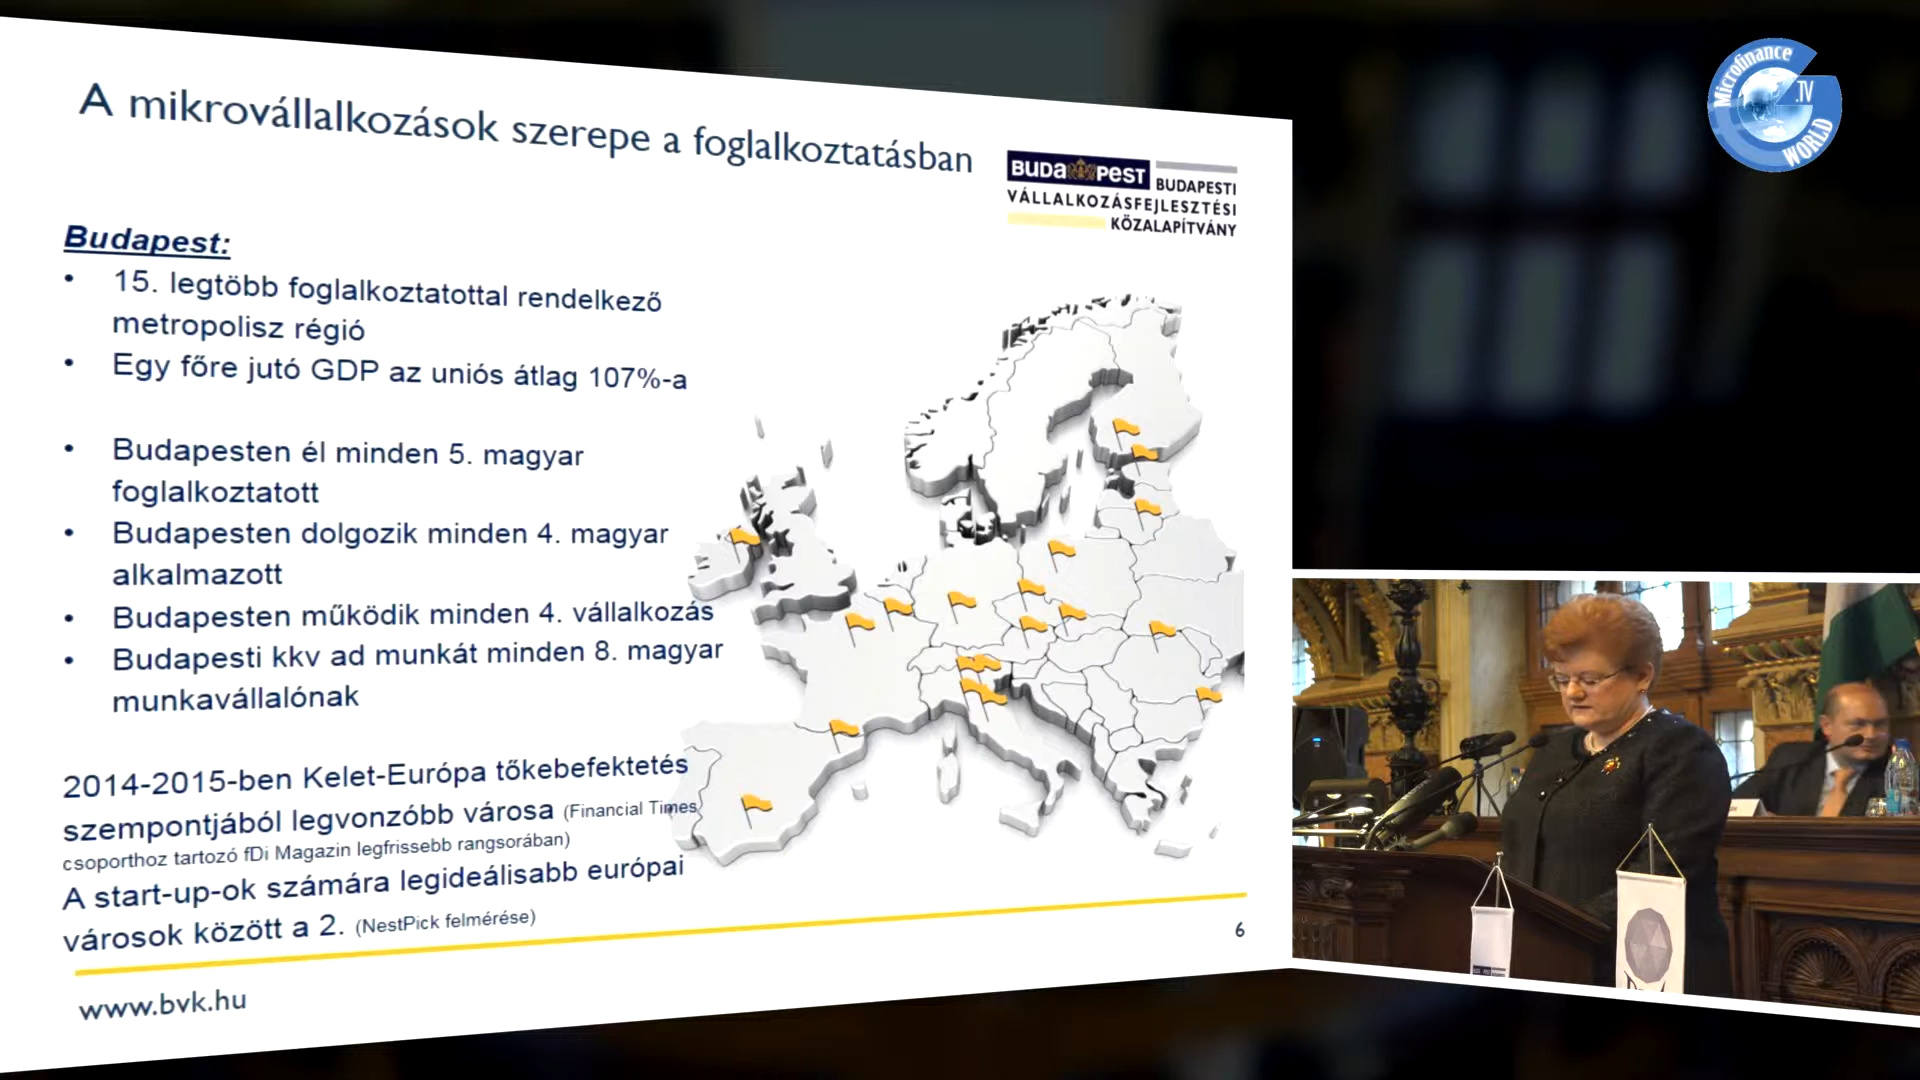 A mikrovállalkozások szerepe a foglalkoztatásban
BUDAPEST
BUDAPESTI
VÁLLALKOZÁSFEJLESZTÉSI
KÖZALAPÍTVÁNY
Budapest:
• 15. legtöbb foglalkoztatottal rendelkező
metropolisz régió
• Egy főre jutó GDP az uniós átlag 107%-a
• Budapesten él minden 5. magyar
foglalkoztatott
• Budapesten dolgozik minden 4. magyar
alkalmazott
• Budapesten működik minden 4. vállalkozás
• Budapesti kkv ad munkát minden 8. magyar
munkavállalónak
2014-2015-ben Kelet-Európa tőkebefektetés
szempontjából legvonzóbb városa (Financial Times
csoporthoz tartozó fDi Magazin legfrissebb rangsorában)
A start-up-ok számára legideálisabb európai
városok között a 2. (NestPick felmérése)
6
www.bvk.hu
Microfinance
.TV
WORLD